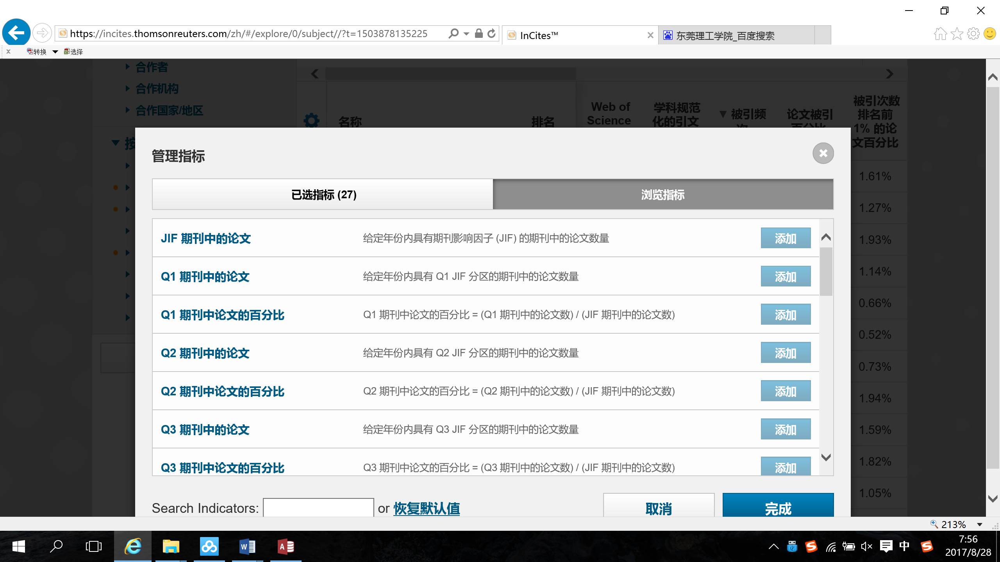 https://incites.thomsonreuters.com/zh/#/explore/0/subject//?t=1503878135225
InCites™
东莞理工学院_百度搜索
转换
选择
合作者
合作机构
合作国家/地区
名称
排名
Web of
Science
学科规范
化的引文
被引频
论文被引
百分比
被引次数
排名前
1% 的论
文百分比
按
管理指标
已选指标 (27)
浏览指标
JIF 期刊中的论文
给定年份内具有期刊影响因子 (JIF) 的期刊中的论文数量
添加
Q1 期刊中的论文
给定年份内具有 Q1 JIF 分区的期刊中的论文数量
添加
Q1 期刊中论文的百分比
Q1 期刊中论文的百分比 = (Q1 期刊中的论文数) / (JIF 期刊中的论文数)
添加
Q2 期刊中的论文
给定年份内具有 Q2 JIF 分区的期刊中的论文数量
添加
Q2 期刊中论文的百分比
Q2 期刊中论文的百分比 = (Q2 期刊中的论文数) / (JIF 期刊中的论文数)
添加
Q3 期刊中的论文
给定年份内具有 Q3 JIF 分区的期刊中的论文数量
添加
Q3 期刊中论文的百分比
Q3 期刊中论文的百分比 = (Q3 期刊中的论文数) / (JIF 期刊中的论文数)
添加
Search Indicators:
or 恢复默认值
取消
完成
1.61%
1.27%
1.93%
1.14%
0.66%
0.52%
0.73%
1.94%
1.59%
1.82%
1.05%
213%
中
7:56
2017/8/28